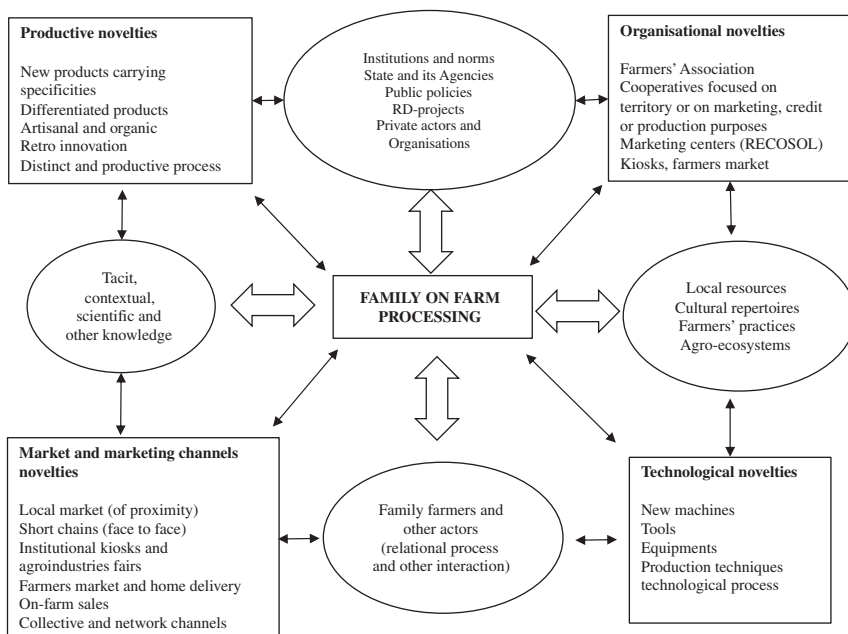 Productive novelties
New products carrying
specificities
Differentiated products
Artisanal and organic
Retro innovation
Distinct and productive process
Institutions and norms
State and its Agencies
Public policies
RD-projects
Private actors and
Organisations
Organisational novelties
Farmers' Association
Cooperatives focused on
territory or on marketing, credit
or production purposes
Marketing centers (RECOSOL)
Kiosks, farmers market
Tacit,
contextual,
scientific and
other knowledge
FAMILY ON FARM
PROCESSING
Local resources
Cultural repertoires
Farmers' practices
Agro-ecosystems
Market and marketing channels
novelties
Local market (of proximity)
Short chains (face to face)
Institutional kiosks and
agroindustries fairs
Farmers market and home delivery
On-farm sales
Collective and network channels
Family farmers and
other actors
(relational process
and other interaction)
Technological novelties
New machines
Tools
Equipments
Production techniques
technological process